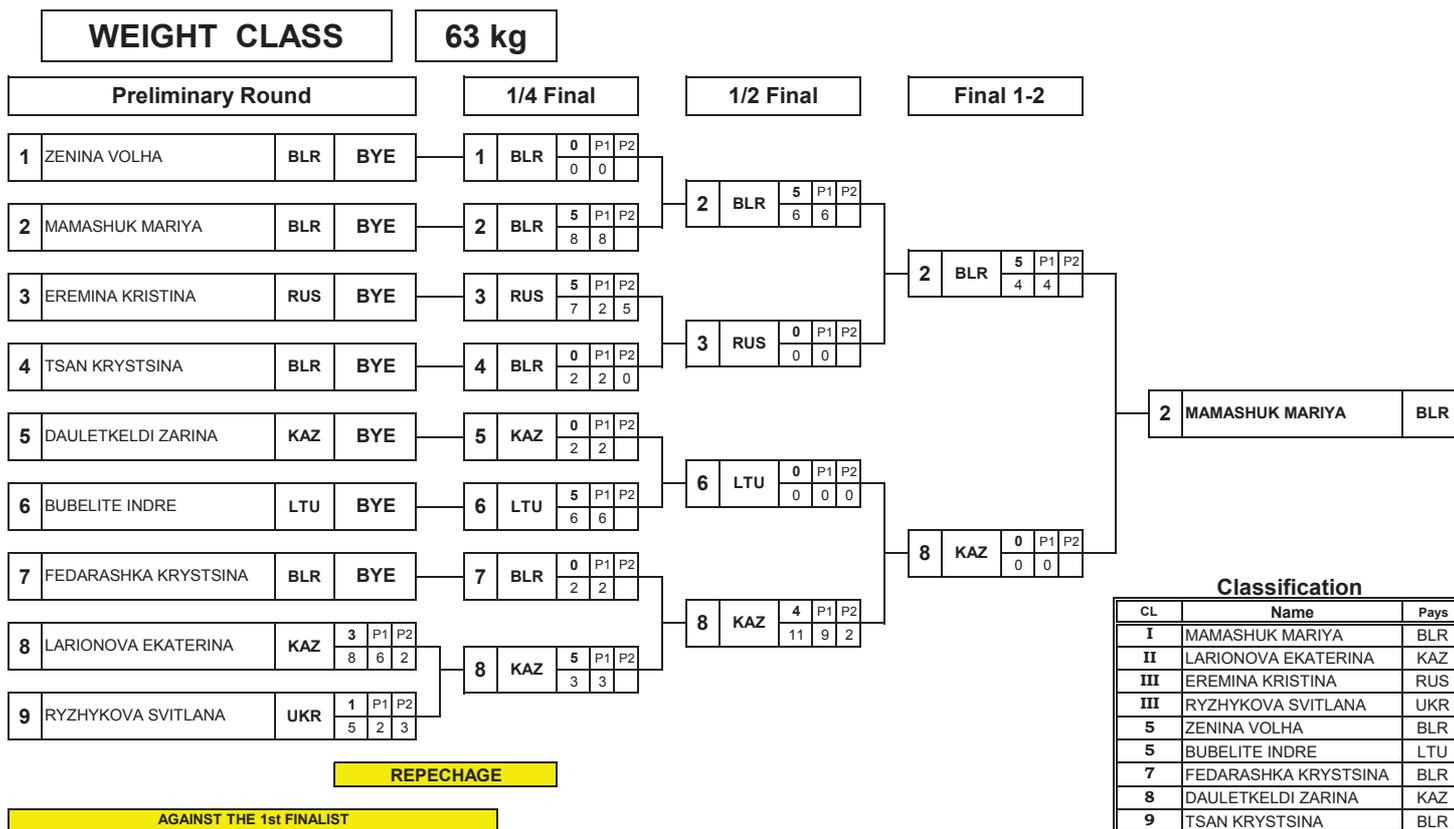 WEIGHT CLASS 63 kg
Preliminary Round 1/4 Final 1/2 Final Final 1-2
1 ZENINA VOLHA BLR BYE 1 BLR 0 P1 P2
0 0
2 BLR 5 P1 P2
6 6
2 MAMASHUK MARIYA BLR BYE 2 BLR 5 P1 P2
8 8
2 BLR 5 P1 P2
4 4
3 EREMINA KRISTINA RUS BYE 3 RUS 5 P1 P2
7 2 5
3 RUS 0 P1 P2
0 0
4 TSAN KRYSTSINA BLR BYE 4 BLR 0 P1 P2
2 2 0
2 MAMASHUK MARIYA BLR
5 DAULETKELDI ZARINA KAZ BYE 5 KAZ 0 P1 P2
2 2
6 LTU 0 P1 P2
0 0 0
6 BUBELITE INDRE LTU BYE 6 LTU 5 P1 P2
6 6
8 KAZ 0 P1 P2
0 0
7 FEDARASHKA KRYSTSINA BLR BYE 7 BLR 0 P1 P2
2 2
8 KAZ 4 P1 P2
11 9 2
8 LARIONOVA EKATERINA KAZ 3 P1 P2
8 6 2
8 KAZ 5 P1 P2
3 3
9 RYZHYKOVA SVITLANA UKR 1 P1 P2
5 2 3
REPECHAGE
AGAINST THE 1st FINALIST
Classification
CL Name Pays
I MAMASHUK MARIYA BLR
II LARIONOVA EKATERINA KAZ
III EREMINA KRISTINA RUS
III RYZHYKOVA SVITLANA UKR
5 ZENINA VOLHA BLR
5 BUBELITE INDRE LTU
7 FEDARASHKA KRYSTSINA BLR
8 DAULETKELDI ZARINA KAZ
9 TSAN KRYSTSINA BLR